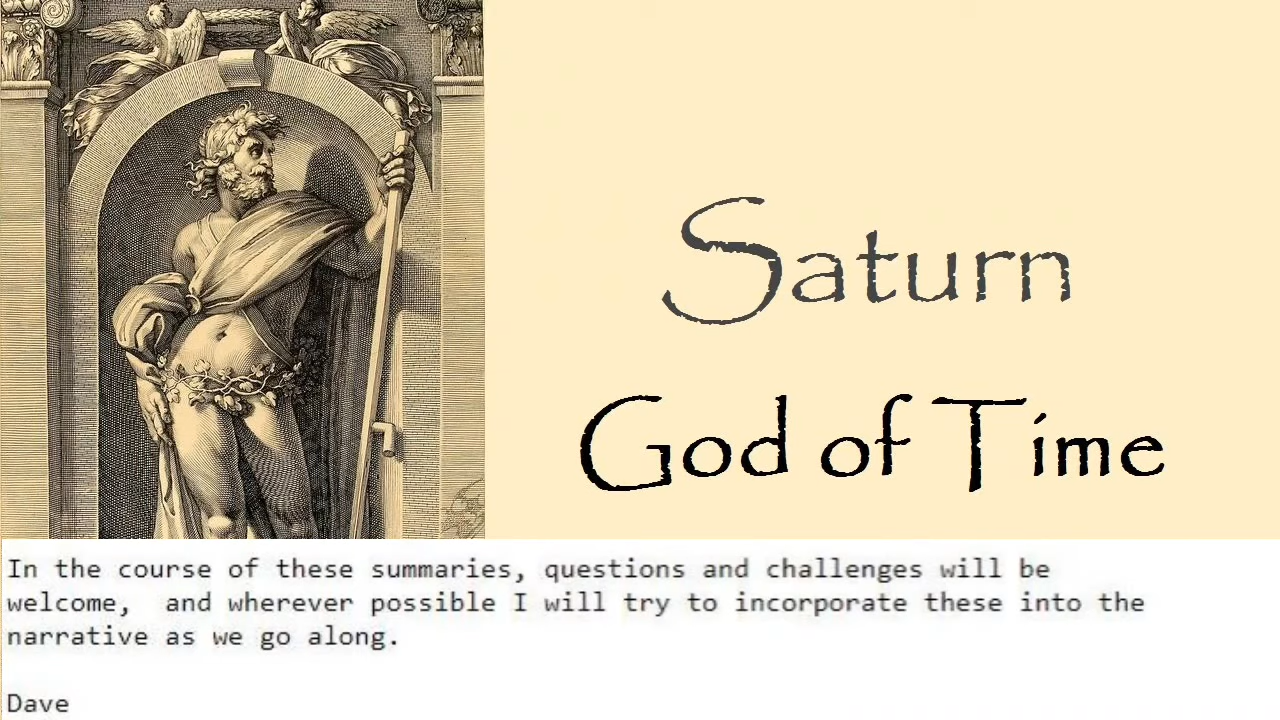 Saturn
God of Time
In the course of these summaries, questions and challenges will be
welcome,  and wherever possible I will try to incorporate these into the
narrative as we go along.
Dave